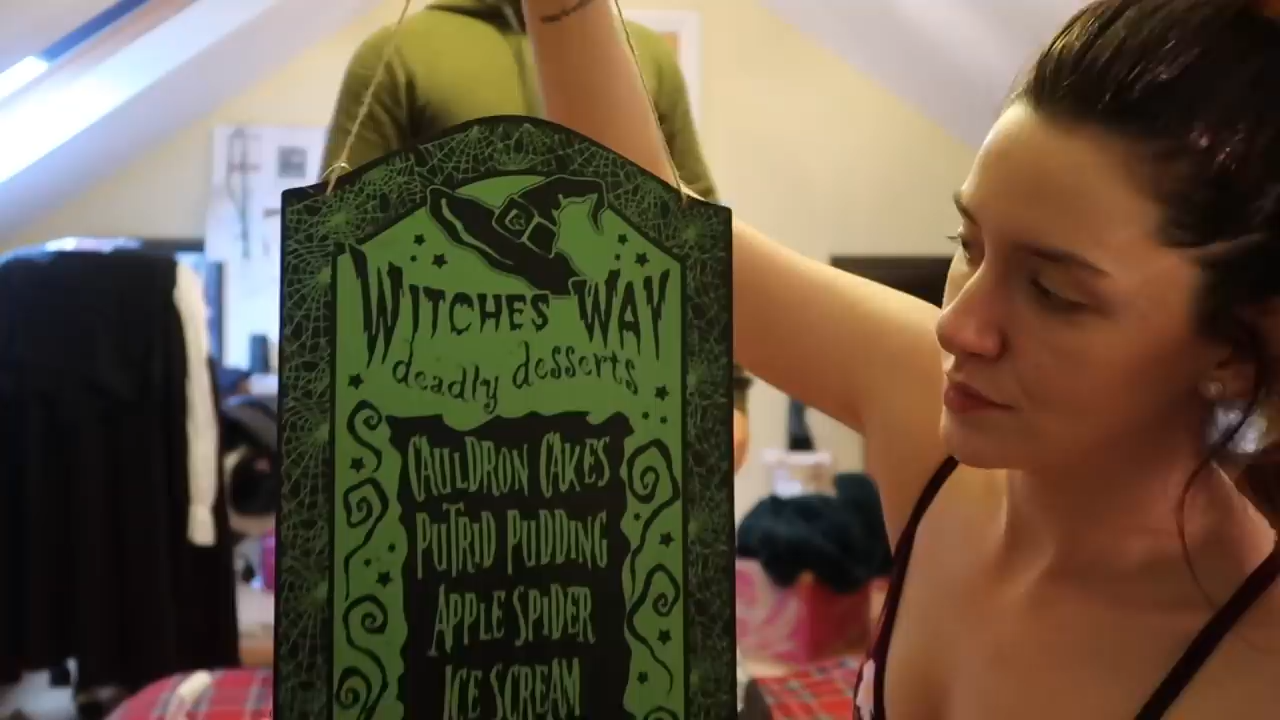 WITCHES WAY
deadly desserts
CAULDRON CAKES
PUTRID PUDDING
APPLE SPIDER
ICE SCREAM